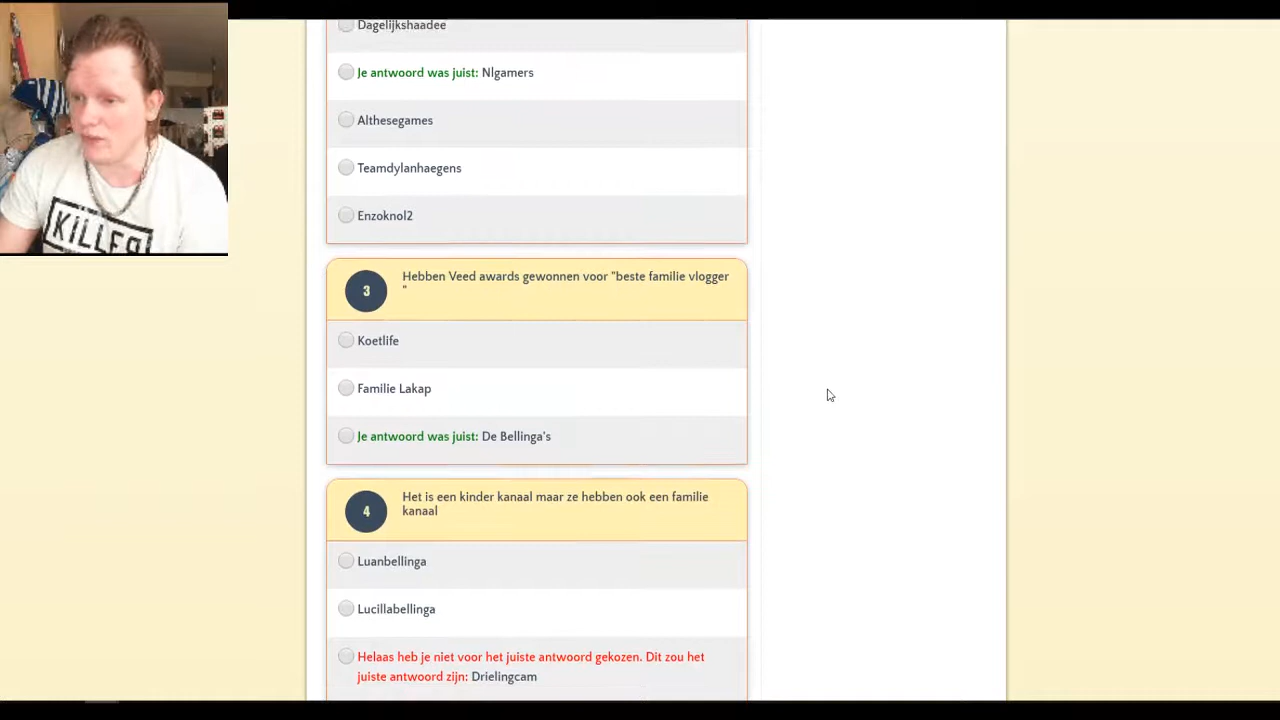 Dagelijkshaadee
Je antwoord was juist: Nlgamers
Althesegames
Teamdylanhaegens
Enzoknol2
3
Hebben Veed awards gewonnen voor "beste familie vlogger
"
Koetlife
Familie Lakap
Je antwoord was juist: De Bellinga's
4
Het is een kinder kanaal maar ze hebben ook een familie
kanaal
Luanbellinga
Lucillabellinga
Helaas heb je niet voor het juiste antwoord gekozen. Dit zou het
juiste antwoord zijn: Drielingcam
KILLER